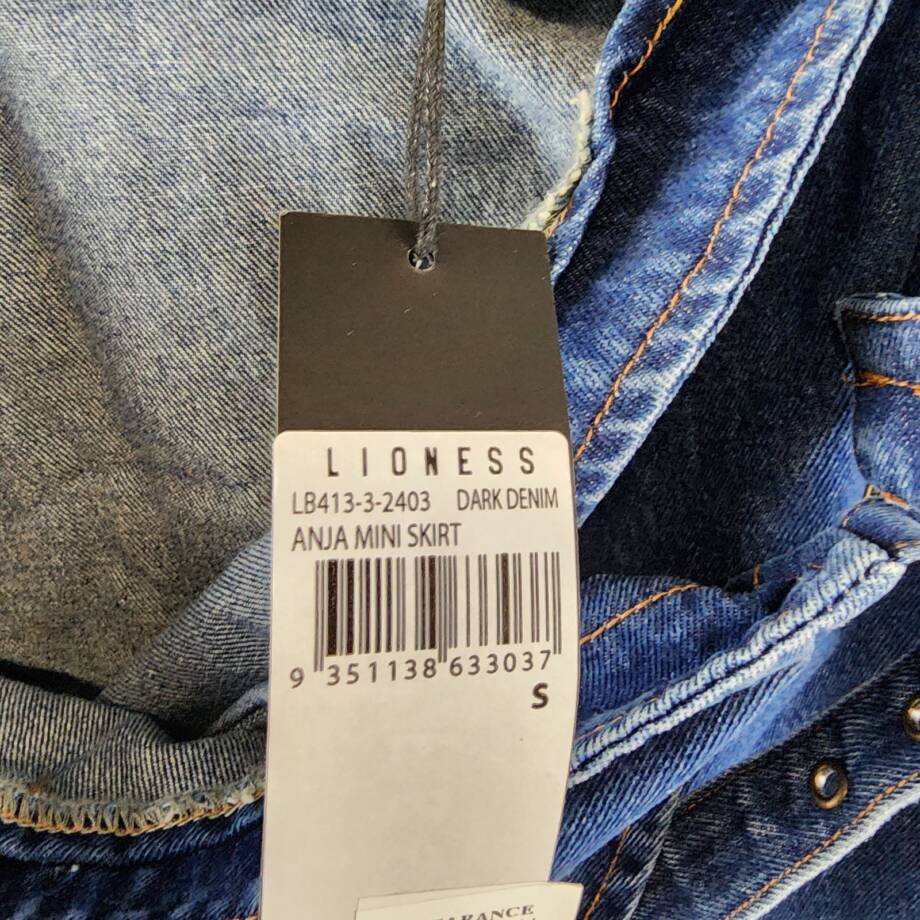 LIONESS
LB413-3-2403 DARK DENIM
ANJA MINI SKIRT
9 351138 633037
S